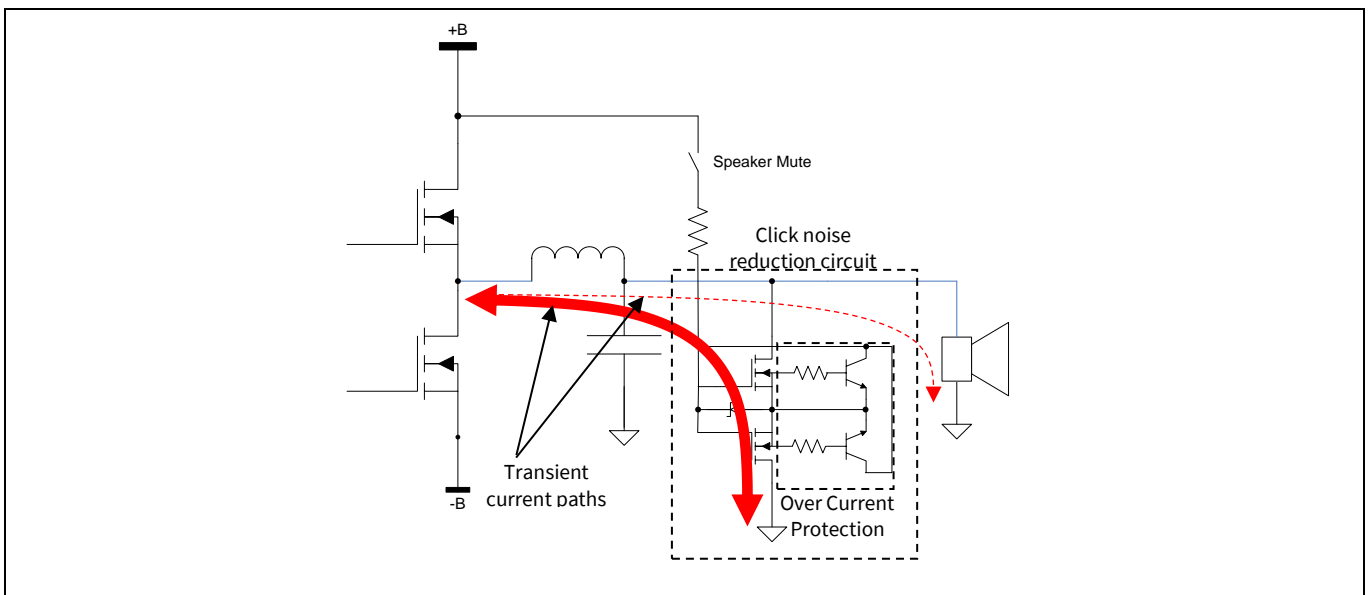 +B
Speaker Mute
Click noise
reduction circuit
Transient
current paths
-B
Over Current
Protection